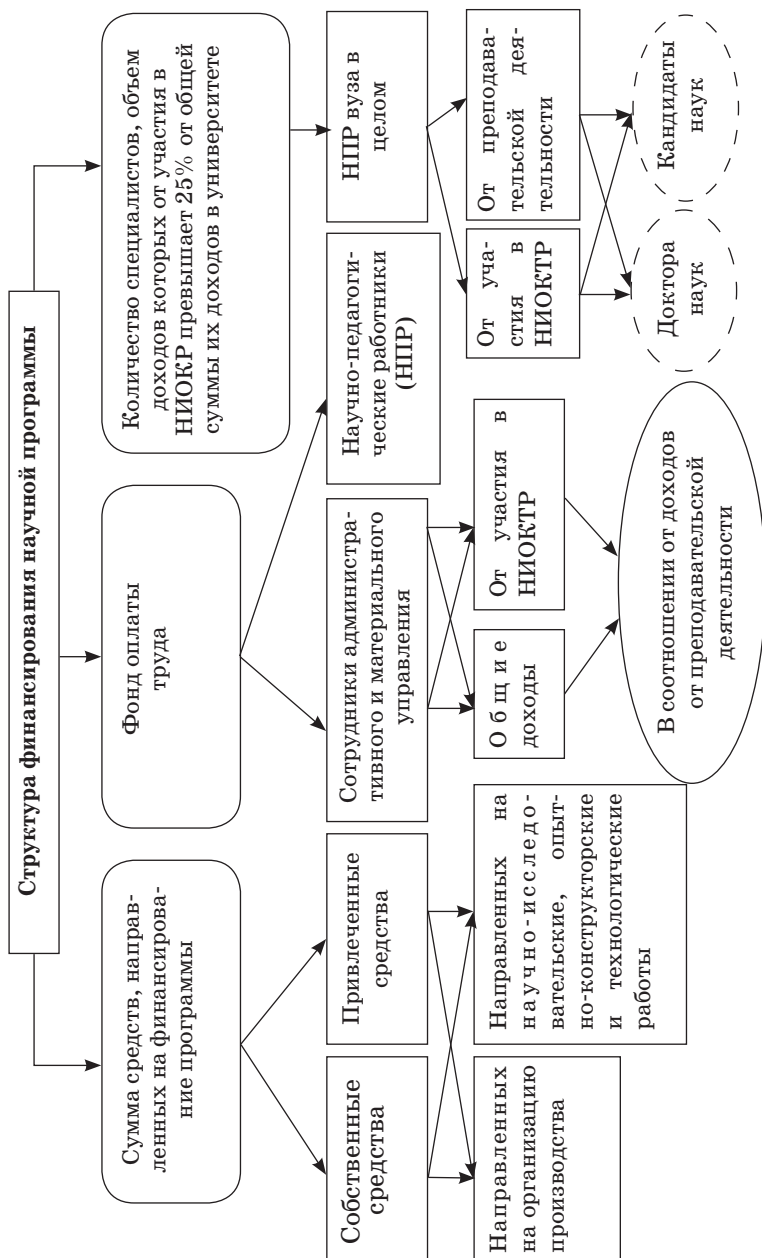 Структура финансирования научной программы
Сумма средств, направ-
ленных на финансирова-
ние программы
Фонд оплаты
труда
Количество специалистов, объем
доходов которых от участия в
НИОКР превышает 25% от общей
суммы их доходов в университете
Собственные
средства
Привлеченные
средства
Сотрудники администра-
тивного и материального
управления
Научно-педагоги-
ческие работники
(НПР)
НПР вуза в
целом
Направленных
на организацию
производства
Направленных на
научно-исследо-
вательские, опыт-
но-конструкторские
и технологические
работы
Общие
доходы
От участия в
НИОКТР
От уча-
стия в
НИОКТР
От преподава-
тельской дея-
тельности
В соотношении от доходов
от преподавательской
деятельности
Доктора
наук
Кандидаты
наук